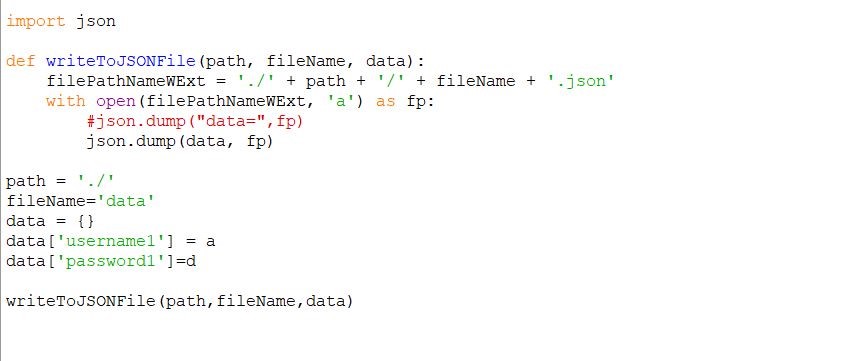 import json

def writeToJSONFile(path, fileName, data):
    filePathNameWExt = './' + path + '/' + fileName + '.json'
    with open(filePathNameWExt, 'a') as fp:
        #json.dump("data=",fp)
        json.dump(data, fp)

path = './'
fileName='data'
data = {}
data['username1'] = a
data['password1']=d

writeToJSONFile(path,fileName,data)